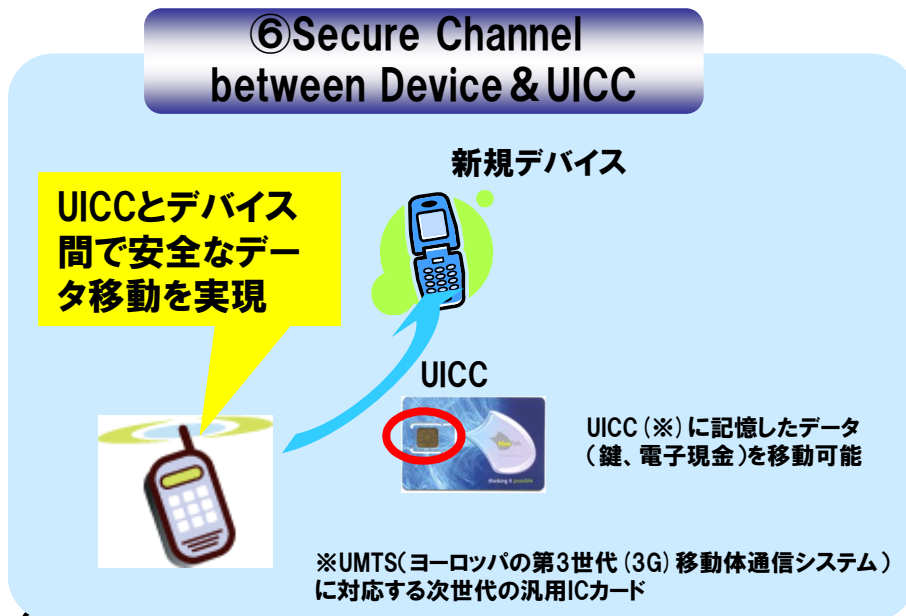 ⑥Secure Channel
between Device＆UICC
新規デバイス
UICCとデバイス
間で安全なデー
タ移動を実現
UICC
UICC（※）に記憶したデータ
（鍵、電子現金）を移動可能
thinking it possible
※UMTS（ヨーロッパの第3世代（3G）移動体通信システム）
に対応する次世代の汎用ICカード